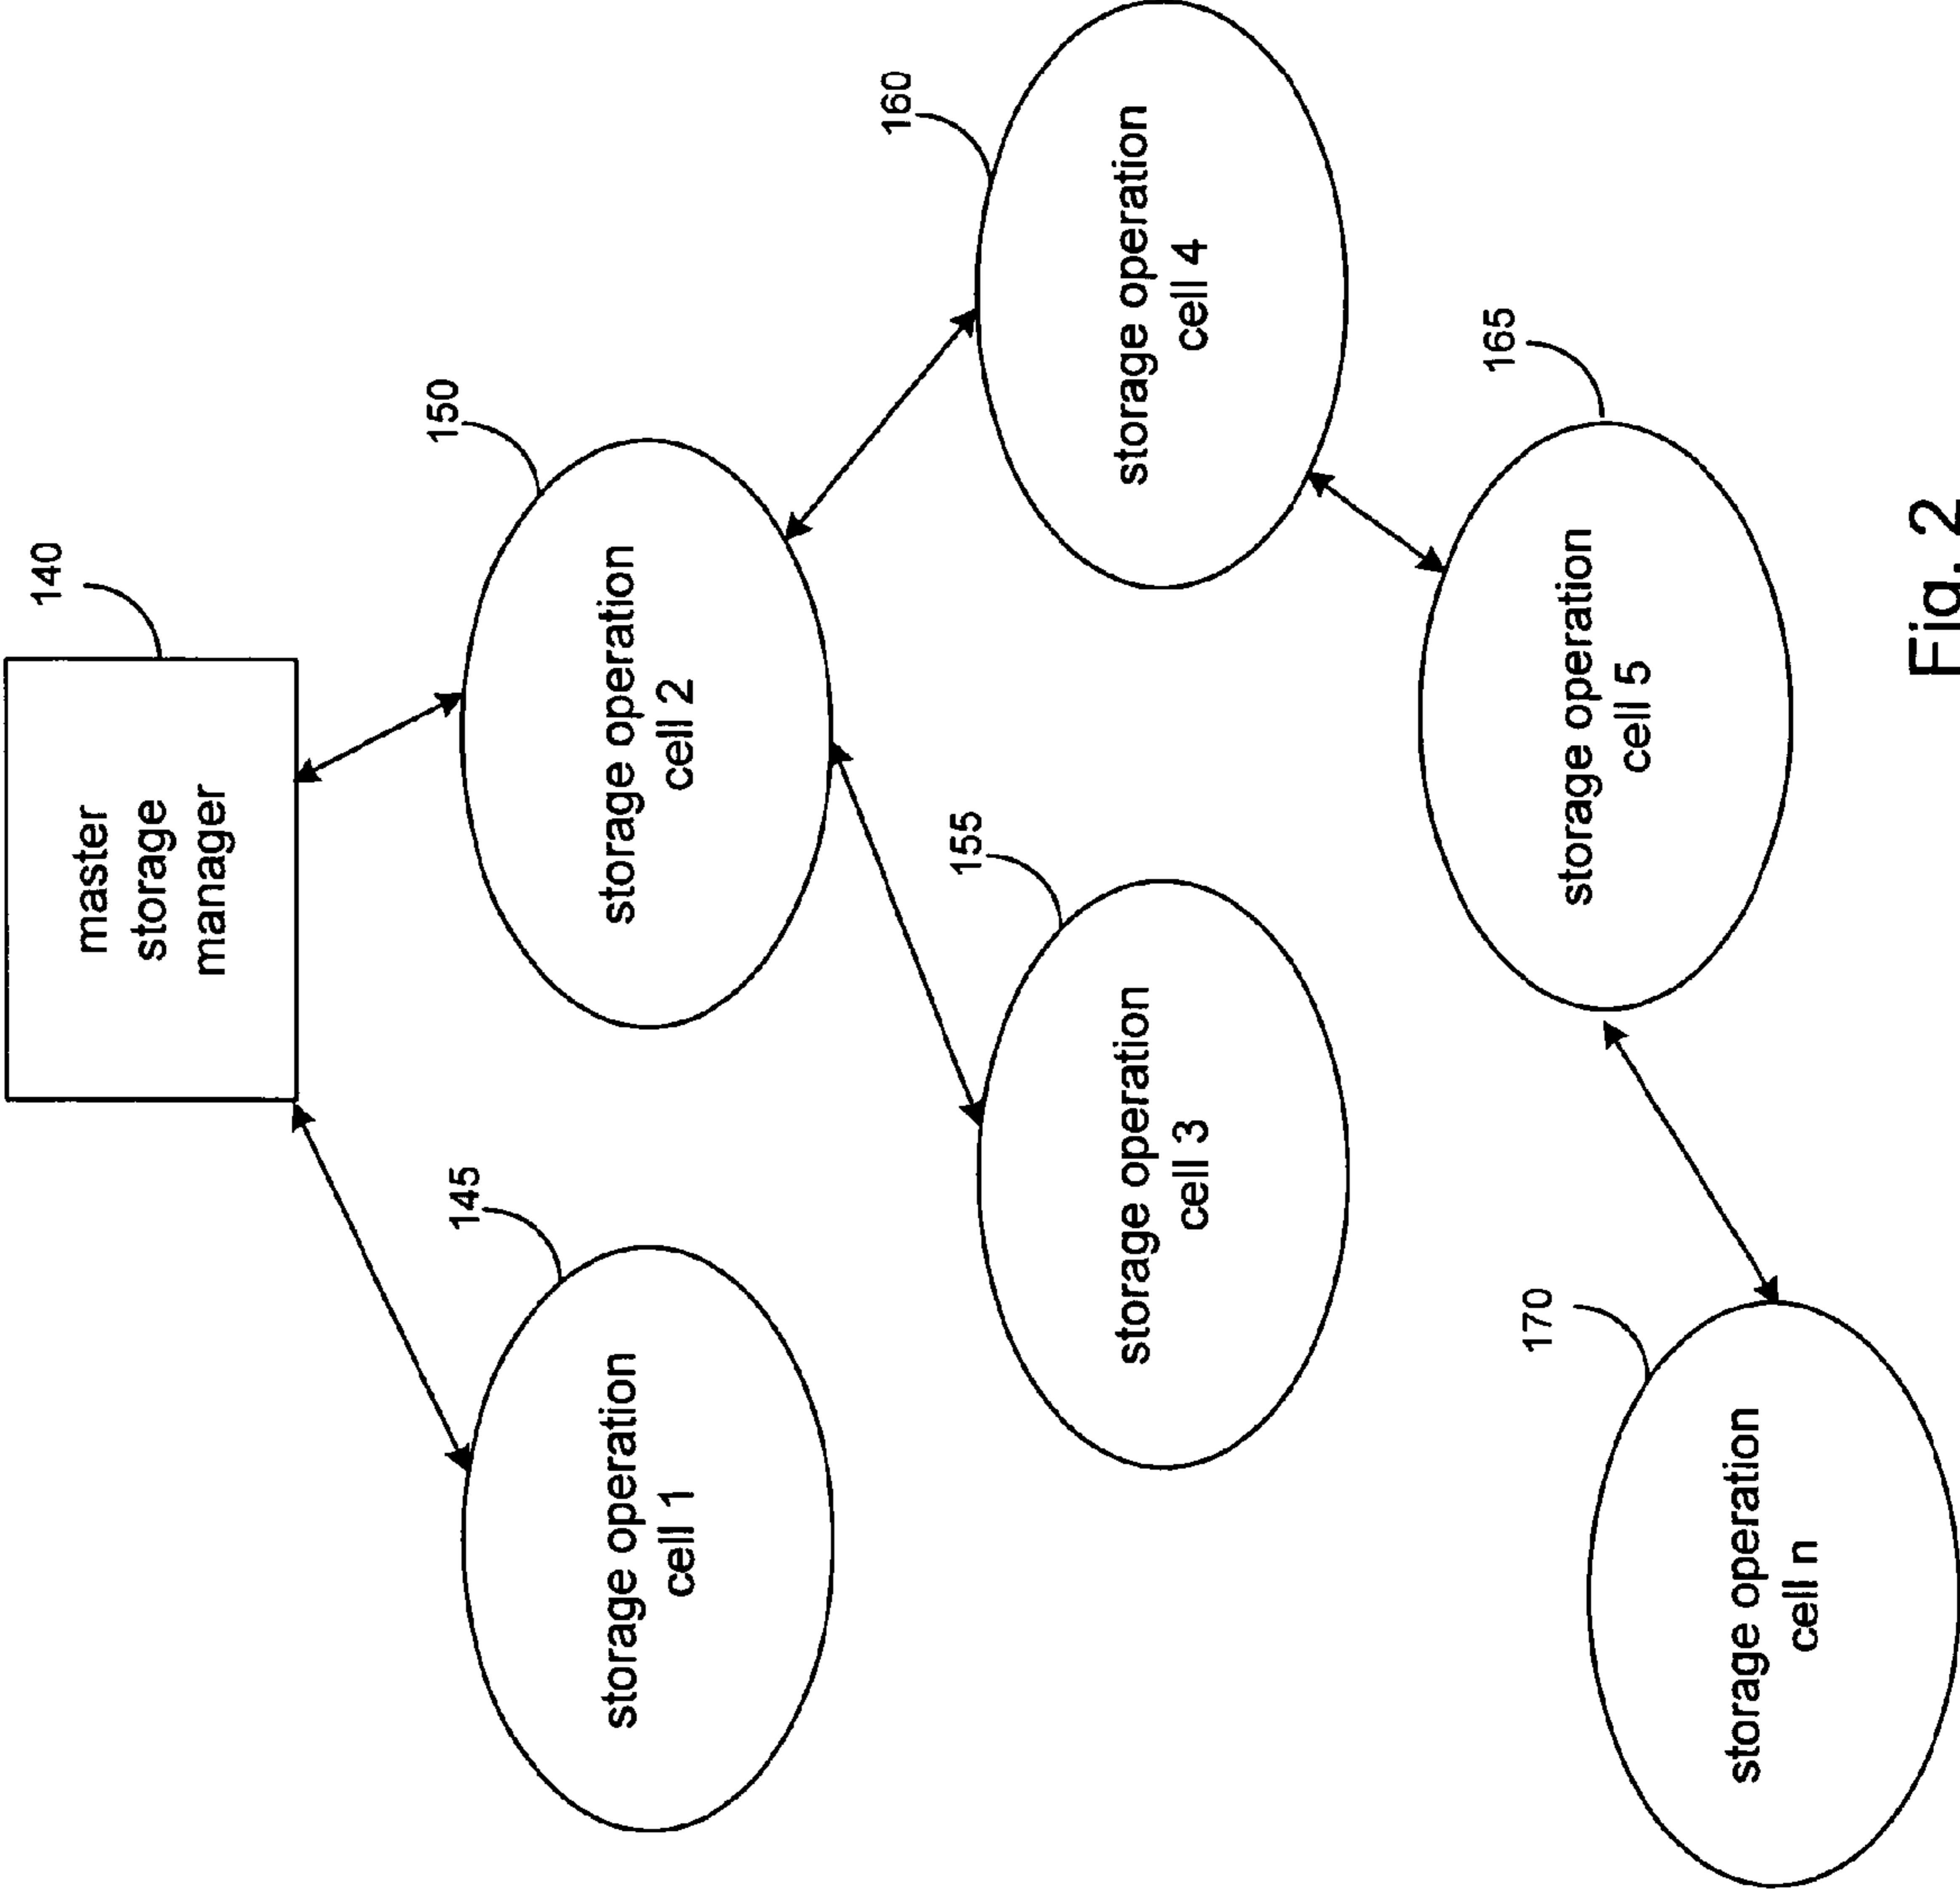 140
master
storage
manager
145
storage operation
cell 1
150
storage operation
cell 2
155
storage operation
cell 3
160
storage operation
cell 4
165
storage operation
cell 5
170
storage operation
cell n
Fig. 2